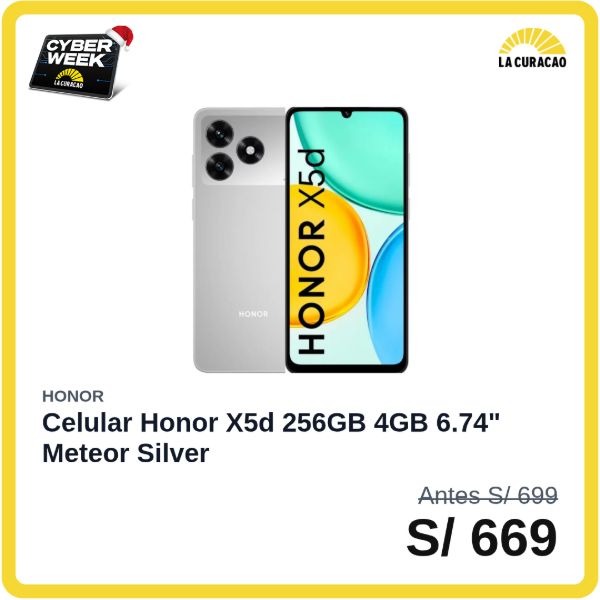 CYBER
WEEK
LA CURACAO
LA CURACAO
HONOR X5d
HONOR
HONOR
Celular Honor X5d 256GB 4GB 6.74"
Meteor Silver
Antes S/ 699
S/ 669